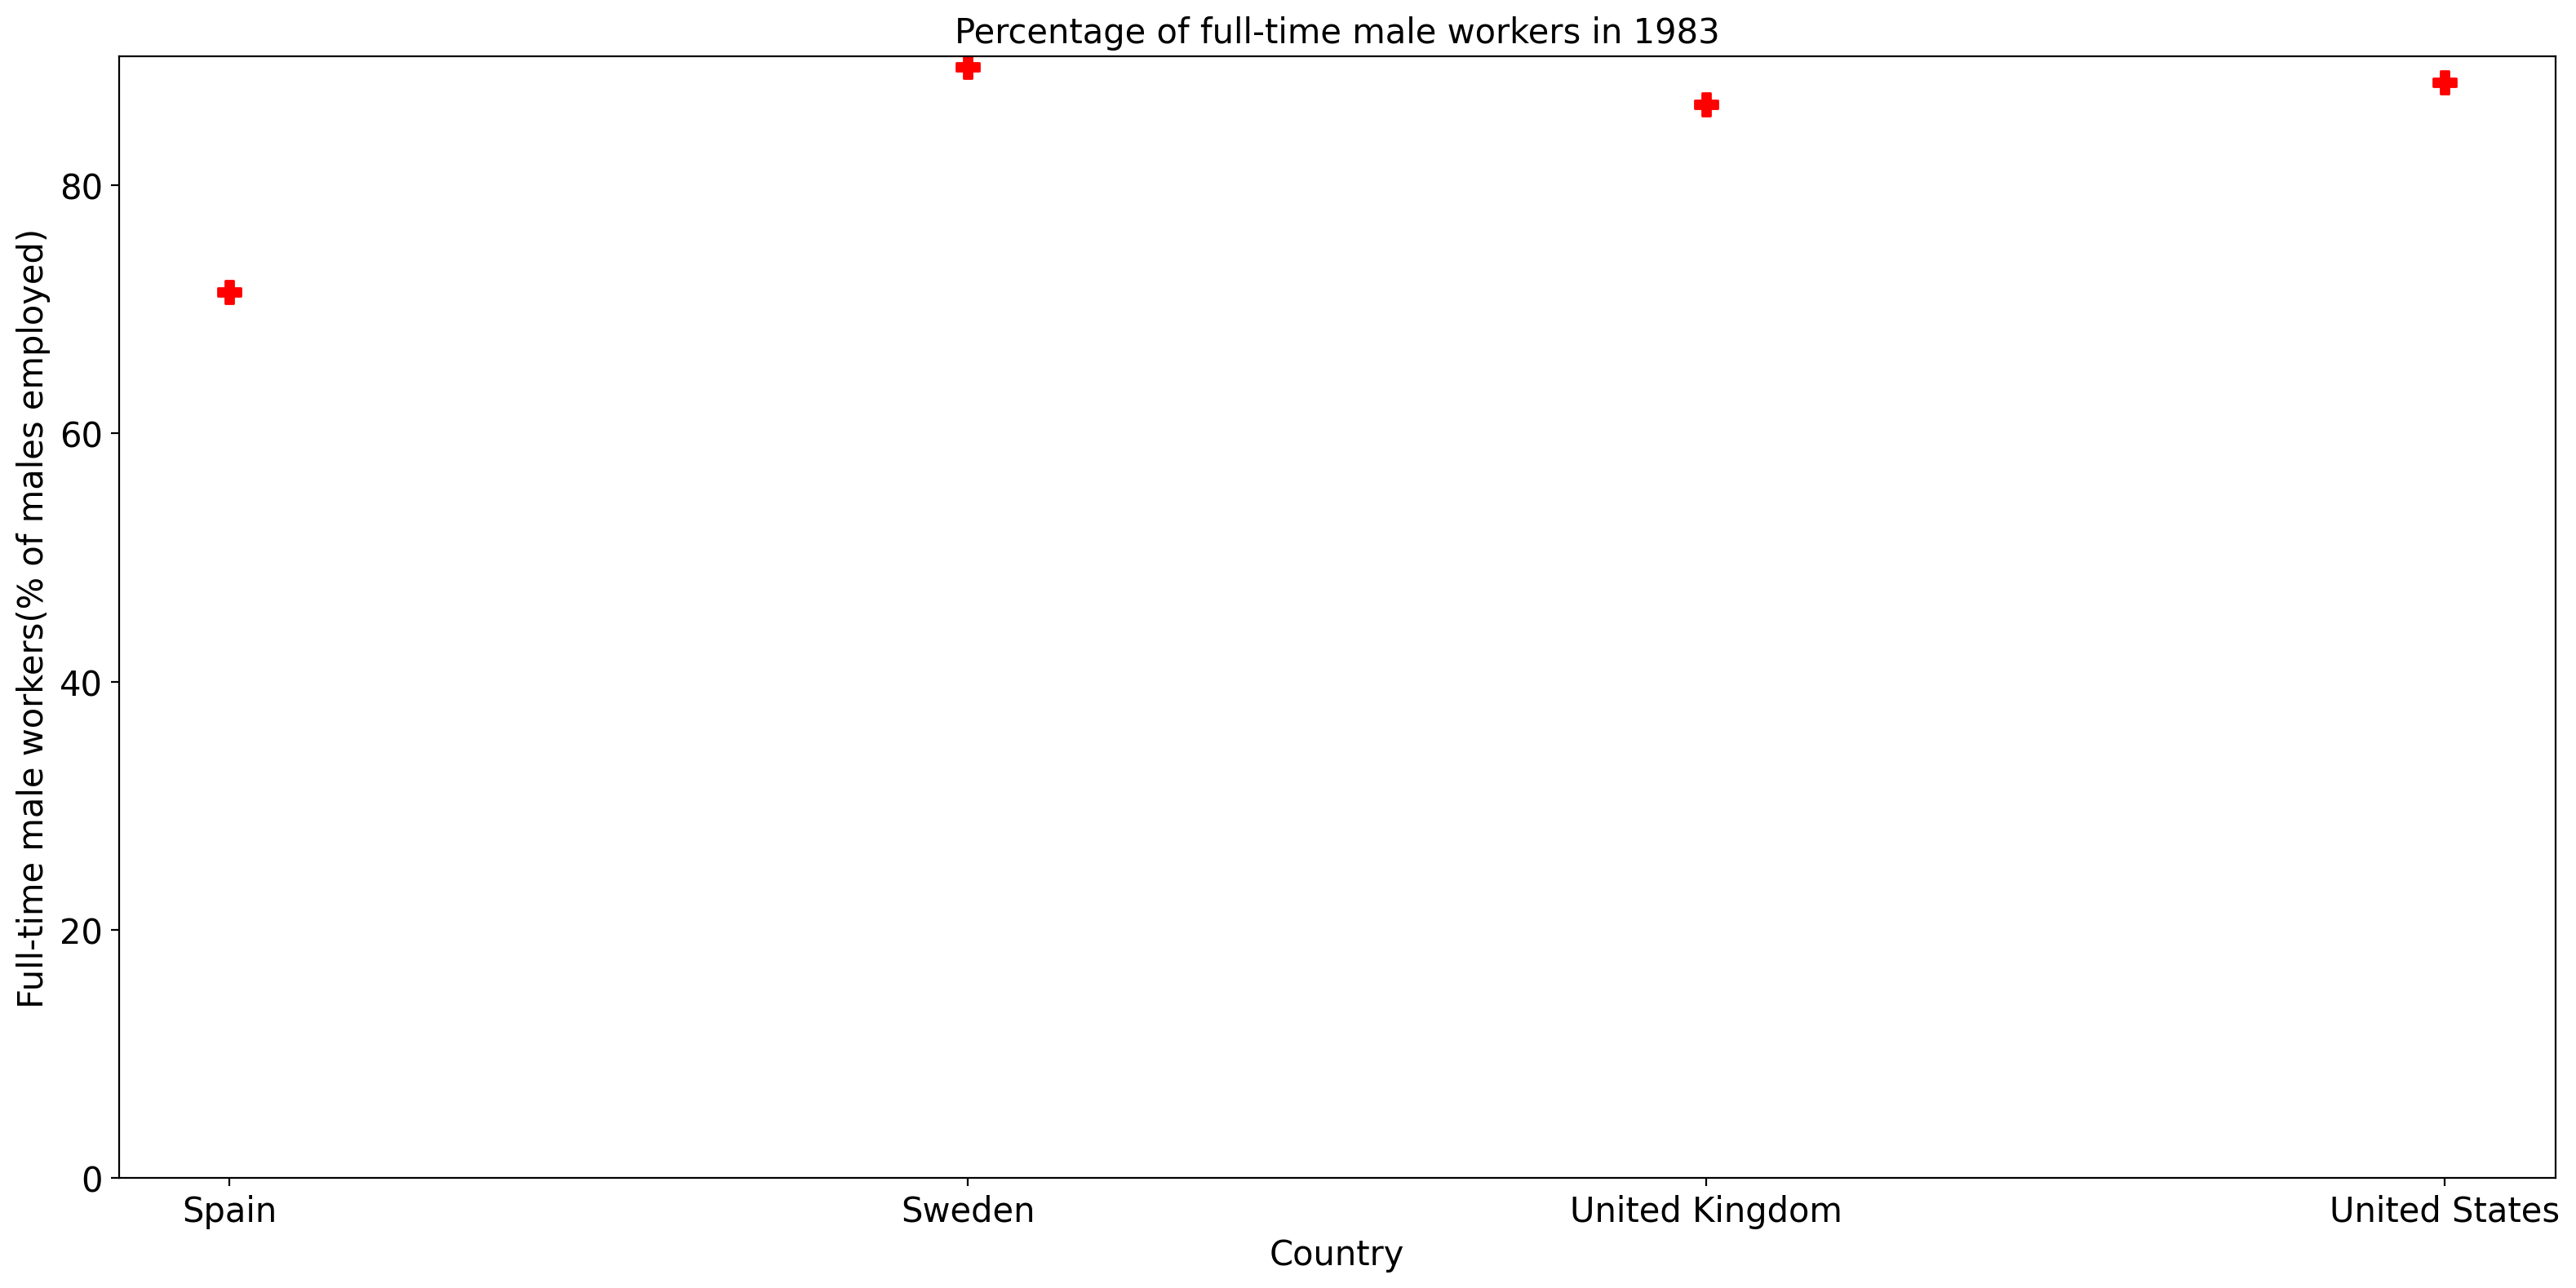 Percentage of full-time male workers in 1983
Full-time male workers(% of males employed)
80
60
40
20
0
Spain
Sweden
United Kingdom
United States
Country